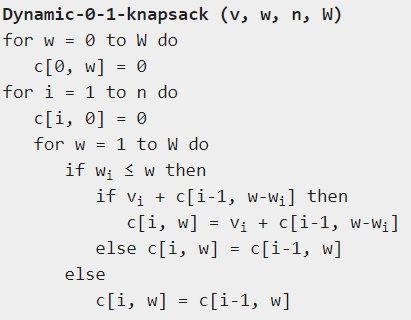 Dynamic-0-1-knapsack (v, w, n, W)
for w = 0 to W do
   c[0, w] = 0
for i = 1 to n do
   c[i, 0] = 0
   for w = 1 to W do
      if wᵢ ≤ w then
         if vᵢ + c[i-1, w-wᵢ] then
            c[i, w] = vᵢ + c[i-1, w-wᵢ]
         else c[i, w] = c[i-1, w]
      else
         c[i, w] = c[i-1, w]